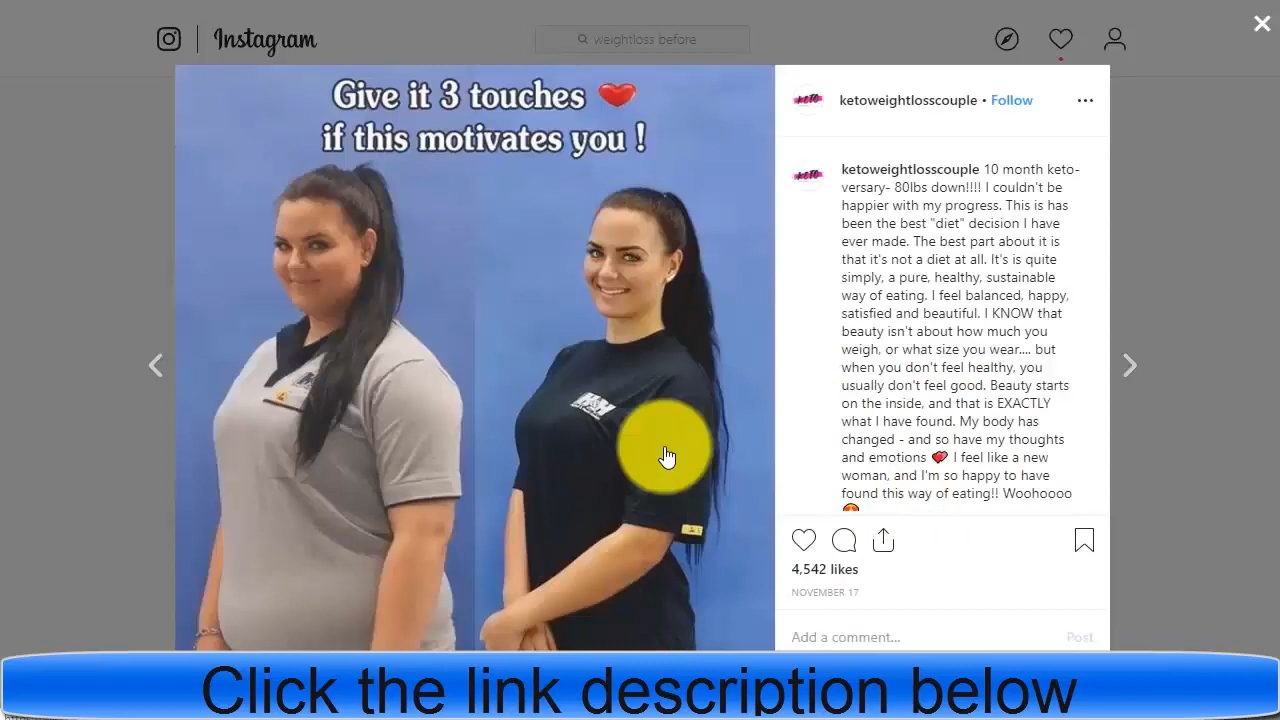 Instagram
weightloss before
Give it 3 touches ❤️
if this motivates you !
ketoweightlosscouple • Follow
ketoweightlosscouple 10 month keto-
versary- 80lbs down!!!! I couldn't be
happier with my progress. This is has
been the best "diet" decision I have
ever made. The best part about it is
that it's not a diet at all. It's is quite
simply, a pure, healthy, sustainable
way of eating. I feel balanced, happy,
satisfied and beautiful. I KNOW that
beauty isn't about how much you
weigh, or what size you wear.... but
when you don't feel healthy, you
usually don't feel good. Beauty starts
on the inside, and that is EXACTLY
what I have found. My body has
changed - and so have my thoughts
and emotions 💕 I feel like a new
woman, and I'm so happy to have
found this way of eating!! Woohoooo
😍
4,542 likes
NOVEMBER 17
Add a comment...
Post
Click the link description below